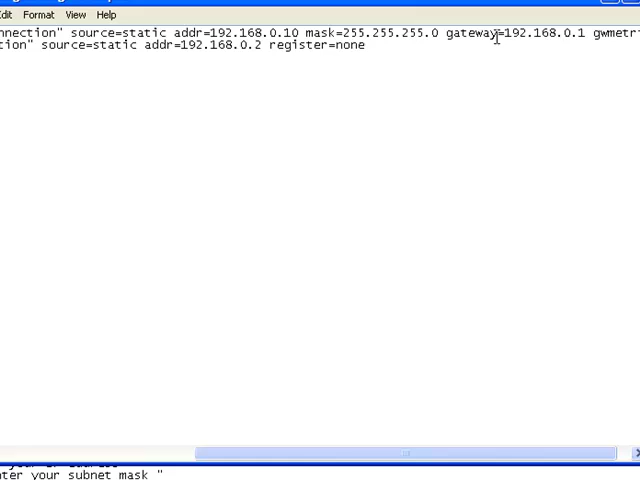 Edit Format View Help
nnection" source=static addr=192.168.0.10 mask=255.255.255.0 gateway=192.168.0.1 gwmetri
tion" source=static addr=192.168.0.2 register=none
nter your subnet mask "